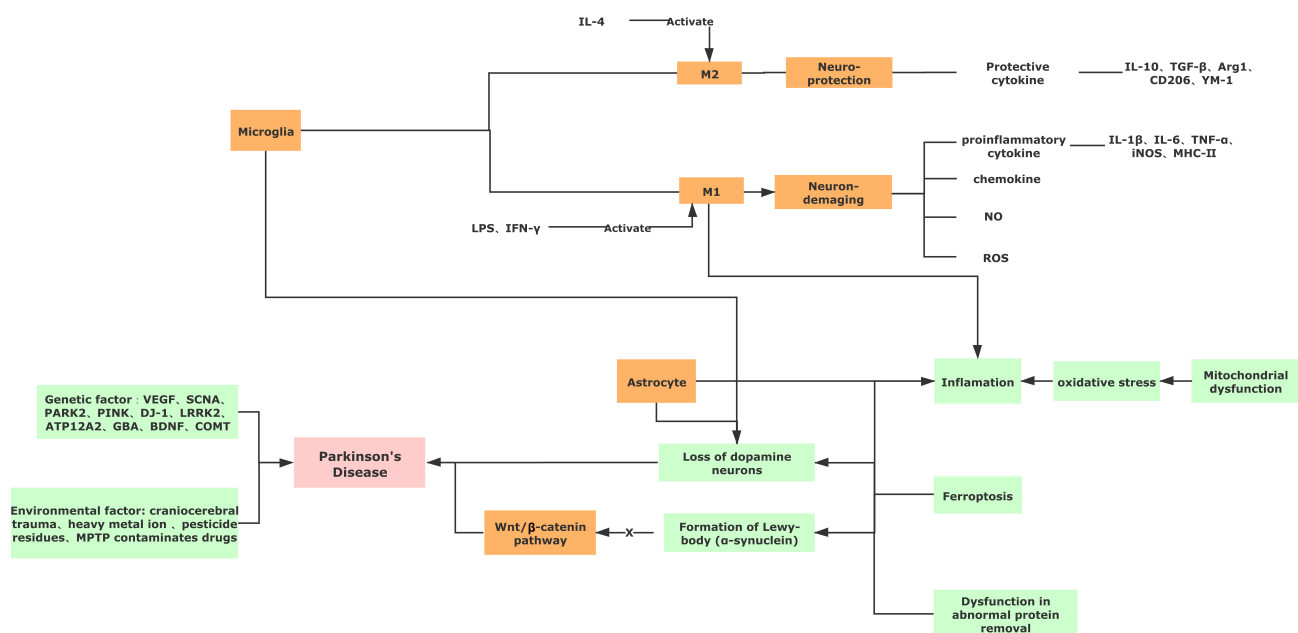 IL-4
Activate
M2
Neuro-
protection
Protective
cytokine
IL-10、TGF-β、Arg1、
CD206、YM-1
Microglia
proinflammatory
cytokine
IL-1β、IL-6、TNF-α、
iNOS、MHC-II
M1
Neuron-
demaging
chemokine
NO
ROS
LPS、IFN-γ
Activate
Astrocyte
Inflamation
oxidative stress
Mitochondrial
dysfunction
Genetic factor：VEGF、SCNA、
PARK2、PINK、DJ-1、LRRK2、
ATP12A2、GBA、BDNF、COMT
Parkinson's
Disease
Loss of dopamine
neurons
Ferroptosis
Environmental factor: craniocerebral
trauma、heavy metal ion 、pesticide
residues、MPTP contaminates drugs
Wnt/β-catenin
pathway
X
Formation of Lewy-
body (α-synuclein)
Dysfunction in
abnormal protein
removal